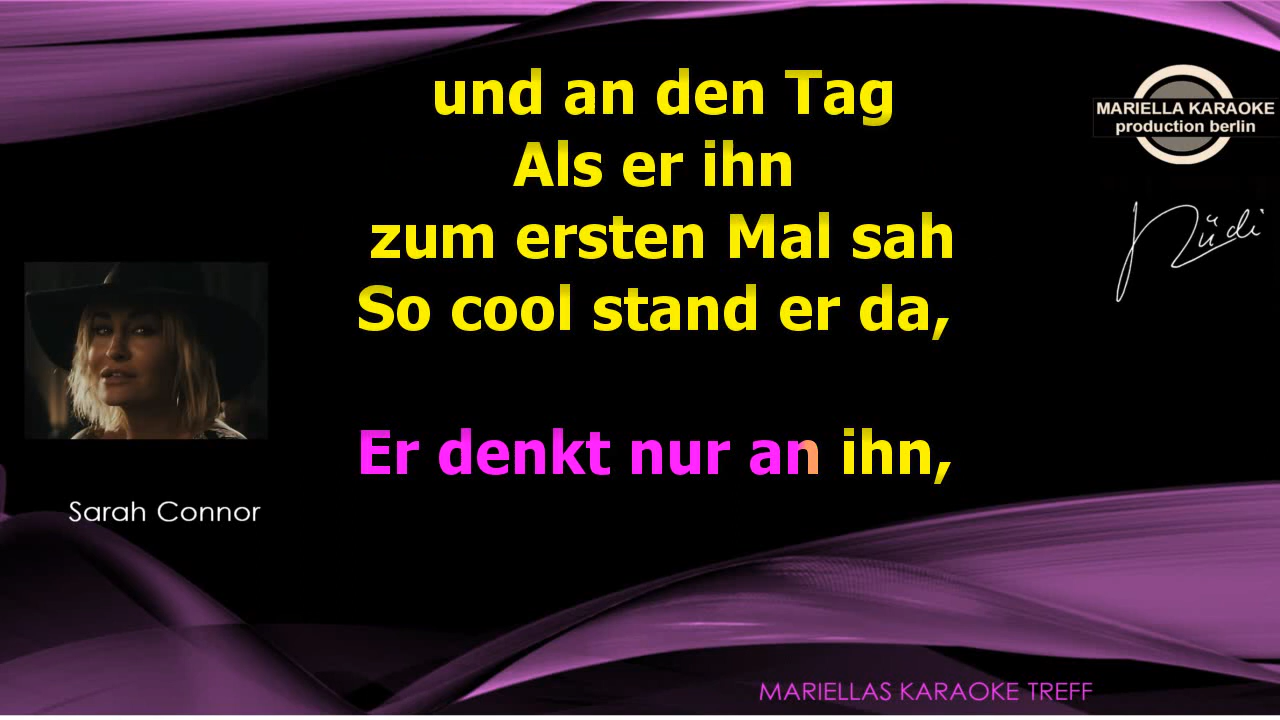 und an den Tag
Als er ihn
zum ersten Mal sah
So cool stand er da,
Er denkt nur an ihn,
MARIELLA KARAOKE
production berlin
Rüdi
Sarah Connor
MARIELLAS KARAOKE TREFF